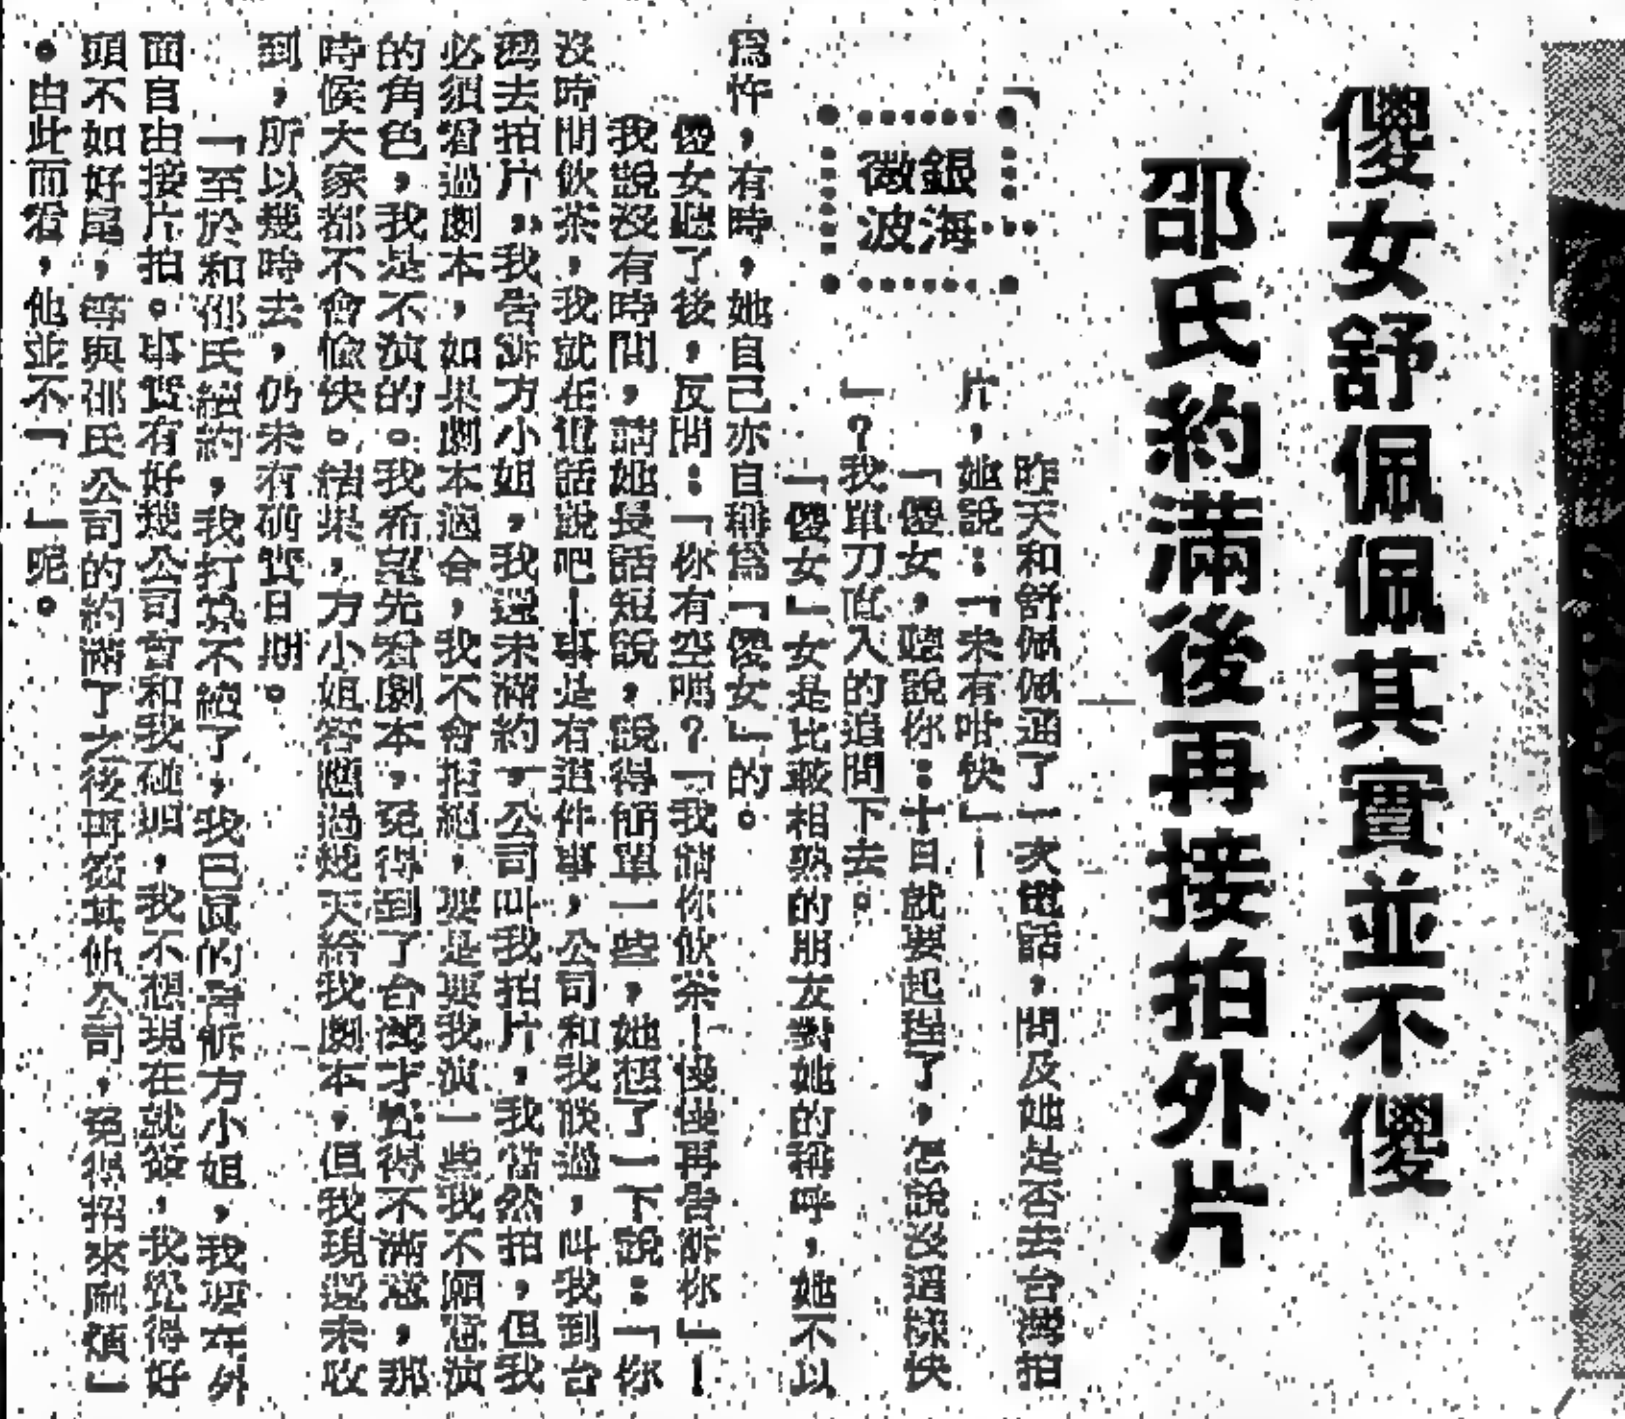 傻女舒佩佩其實並不傻
邵氏約滿後再接拍外片
銀海
微波
昨天和舒佩佩通了一次電話，問及她是否去台灣拍
片，她說：「未有咁快」—
「傻女，聽說你：十日就要起程了，怎說沒這樣快
」？我單刀直入的追問下去。
「傻女」女是比較相熟的朋友對她的稱呼，她不以
爲忤，有時，她自己亦自稱爲「傻女」的。
傻女聽了後，反問：「你有空嗎？「我請你飲茶—慢慢再告訴你」—
我說沒有時間，請她長話短說，說得簡單一些，她想了一下說：「你
沒時間飲茶，我就在電話說吧—事是有這件事，公司和我談過，叫我到台
灣去拍片，我告訴方小姐，我還未滿約，公司叫我拍片，我當然拍，但我
必須看過劇本，如果劇本適合，我不會拒絕，要是要我演一些我不願意演
的角色，我是不演的。我希望先看劇本，免得到了台灣才覺得不滿意，那
時候大家都不會愉快。結果，方小姐答應過幾天給我劇本，但我現還未收
到，所以幾時去，仍未有確實日期。
「至於和邵氏續約，我打算不續了，我已真的告訴方小姐，我要在外
面自由接片拍。事實有好幾公司曾和我接，我不想現在就簽，我覺得好
頭不如好尾，等與邵氏公司的約滿了之後再簽其他公司，免得招來麻煩」
。由此而看，他並不「」呢。